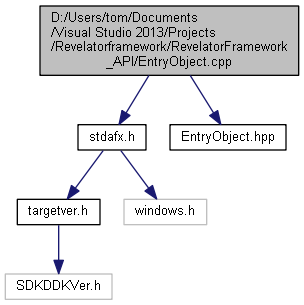 D:/Users/tom/Documents
/Visual Studio 2013/Projects
/Revelatorframework/RevelatorFramework
_API/EntryObject.cpp
stdafx.h
EntryObject.hpp
targetver.h
windows.h
SDKDDKVer.h